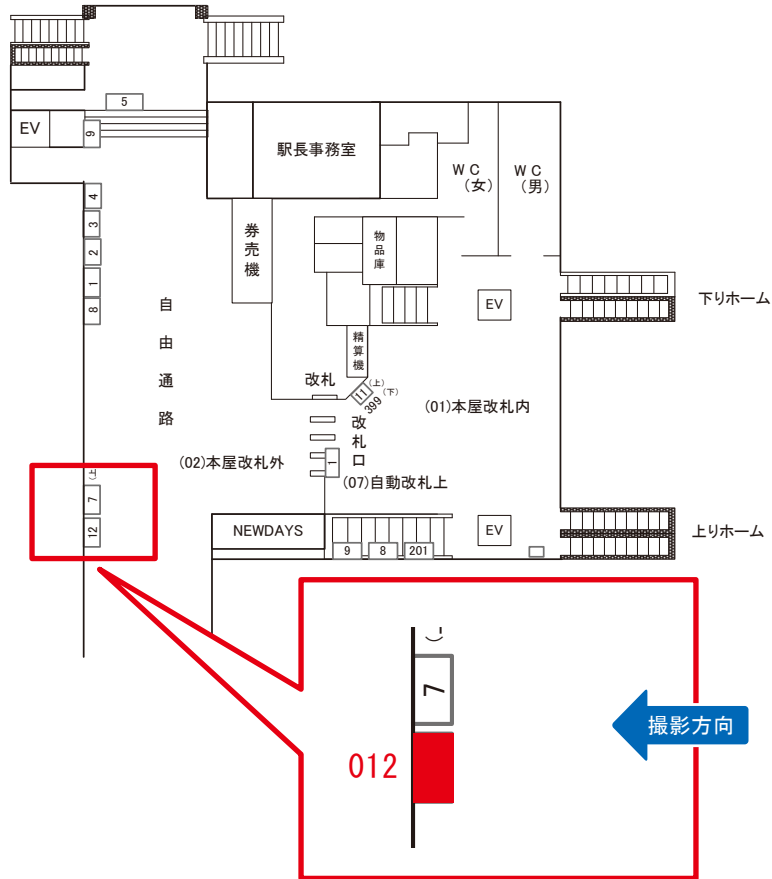 5
EV
9
駅長事務室
ＷＣ
（女）
ＷＣ
（男）
4
3
2
1
8
券売機
物品庫
EV
下りホーム
自由通路
精算機
改札
11
(上)
(下)
399
(01)本屋改札内
改札口
1
(02)本屋改札外
(07)自動改札上
7
12
NEWDAYS
9
8
201
EV
上りホーム
7
012
撮影方向